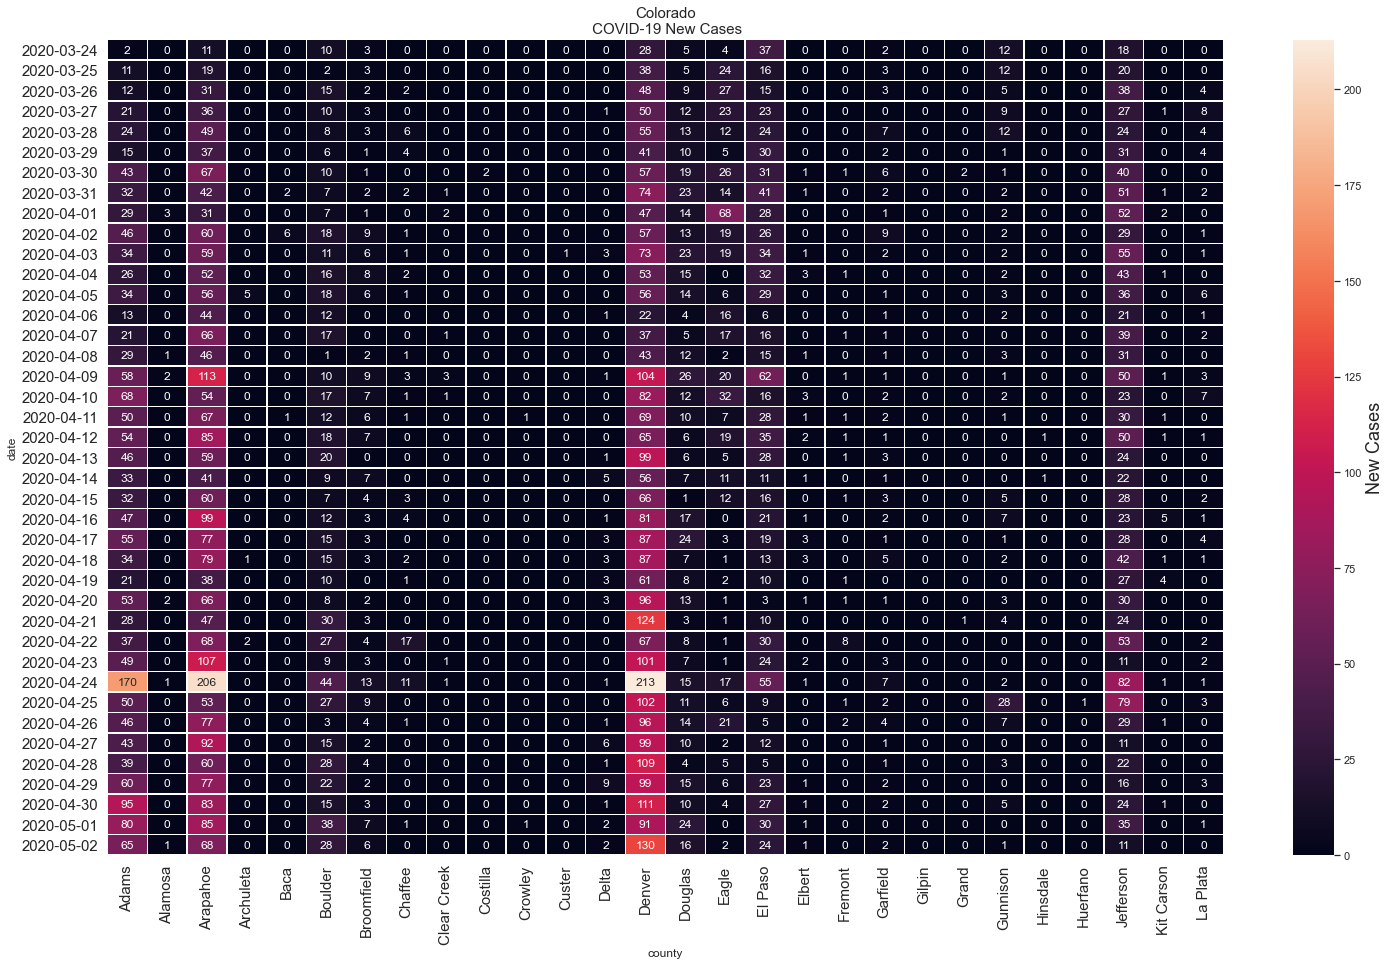 Colorado
COVID-19 New Cases
2020-03-24 2 0 11 0 0 10 3 0 0 0 0 0 0 28 5 4 37 0 0 2 0 0 12 0 0 18 0 0
2020-03-25 11 0 19 0 0 2 3 0 0 0 0 0 0 38 5 24 16 0 0 3 0 0 12 0 0 20 0 0
2020-03-26 12 0 31 0 0 15 2 2 0 0 0 0 0 48 9 27 15 0 0 3 0 0 5 0 0 38 0 4
2020-03-27 21 0 36 0 0 10 3 0 0 0 0 0 1 50 12 23 23 0 0 0 0 0 9 0 0 27 1 8
2020-03-28 24 0 49 0 0 8 3 6 0 0 0 0 0 55 13 12 24 0 0 7 0 0 12 0 0 24 0 4
2020-03-29 15 0 37 0 0 6 1 4 0 0 0 0 0 41 10 5 30 0 0 2 0 0 1 0 0 31 0 4
2020-03-30 43 0 67 0 0 10 1 0 0 2 0 0 0 57 19 26 31 1 1 6 0 2 1 0 0 40 0 0
2020-03-31 32 0 42 0 2 7 2 2 1 0 0 0 0 74 23 14 41 1 0 2 0 0 2 0 0 51 1 2
2020-04-01 29 3 31 0 0 7 1 0 2 0 0 0 0 47 14 68 28 0 0 1 0 0 2 0 0 52 2 0
2020-04-02 46 0 60 0 6 18 9 1 0 0 0 0 0 57 13 19 26 0 0 9 0 0 2 0 0 29 0 1
2020-04-03 34 0 59 0 0 11 6 1 0 0 0 1 3 73 23 19 34 1 0 2 0 0 2 0 0 55 0 1
2020-04-04 26 0 52 0 0 16 8 2 0 0 0 0 0 53 15 0 32 3 1 0 0 0 2 0 0 43 1 0
2020-04-05 34 0 56 5 0 18 6 1 0 0 0 0 0 56 14 6 29 0 0 1 0 0 3 0 0 36 0 6
2020-04-06 13 0 44 0 0 12 0 0 0 0 0 0 1 22 4 16 6 0 0 1 0 0 2 0 0 21 0 1
2020-04-07 21 0 66 0 0 17 0 0 1 0 0 0 0 37 5 17 16 0 1 1 0 0 0 0 0 39 0 2
2020-04-08 29 1 46 0 0 1 2 1 0 0 0 0 0 43 12 2 15 1 0 1 0 0 3 0 0 31 0 0
2020-04-09 58 2 113 0 0 10 9 3 3 0 0 0 1 104 26 20 62 0 1 1 0 0 1 0 0 50 1 3
2020-04-10 68 0 54 0 0 17 7 1 1 0 0 0 0 82 12 32 16 3 0 2 0 0 2 0 0 23 0 7
2020-04-11 50 0 67 0 1 12 6 1 0 0 1 0 0 69 10 7 28 1 1 2 0 0 1 0 0 30 1 0
2020-04-12 54 0 85 0 0 18 7 0 0 0 0 0 0 65 6 19 35 2 1 1 0 0 0 1 0 50 1 1
2020-04-13 46 0 59 0 0 20 0 0 0 0 0 0 1 99 6 5 28 0 1 3 0 0 0 0 0 24 0 0
2020-04-14 33 0 41 0 0 9 7 0 0 0 0 0 5 56 7 11 11 1 0 1 0 0 0 1 0 22 0 0
2020-04-15 32 0 60 0 0 7 4 3 0 0 0 0 0 66 1 12 16 0 1 3 0 0 5 0 0 28 0 2
2020-04-16 47 0 99 0 0 12 3 4 0 0 0 0 1 81 17 0 21 1 0 2 0 0 7 0 0 23 5 1
2020-04-17 55 0 77 0 0 15 3 0 0 0 0 0 3 87 24 3 19 3 0 1 0 0 1 0 0 28 0 4
2020-04-18 34 0 79 1 0 15 3 2 0 0 0 0 3 87 7 1 13 3 0 5 0 0 2 0 0 42 1 1
2020-04-19 21 0 38 0 0 10 0 1 0 0 0 0 3 61 8 2 10 0 1 0 0 0 0 0 0 27 4 0
2020-04-20 53 2 66 0 0 8 2 0 0 0 0 0 3 96 13 1 3 1 1 1 0 0 3 0 0 30 0 0
2020-04-21 28 0 47 0 0 30 3 0 0 0 0 0 0 124 3 1 10 0 0 0 0 1 4 0 0 24 0 0
2020-04-22 37 0 68 2 0 27 4 17 0 0 0 0 0 67 8 1 30 0 8 0 0 0 0 0 0 53 0 2
2020-04-23 49 0 107 0 0 9 3 0 1 0 0 0 0 101 7 1 24 2 0 3 0 0 0 0 0 11 0 2
2020-04-24 170 1 206 0 0 44 13 11 1 0 0 0 1 213 15 17 55 1 0 7 0 0 2 0 0 82 1 1
2020-04-25 50 0 53 0 0 27 9 0 0 0 0 0 0 102 11 6 9 0 1 2 0 0 28 0 1 79 0 3
2020-04-26 46 0 77 0 0 3 4 1 0 0 0 0 1 96 14 21 5 0 2 4 0 0 7 0 0 29 1 0
2020-04-27 43 0 92 0 0 15 2 0 0 0 0 0 6 99 10 2 12 0 0 1 0 0 0 0 0 11 0 0
2020-04-28 39 0 60 0 0 28 4 0 0 0 0 0 0 109 4 5 5 0 0 1 0 0 3 0 0 22 0 0
2020-04-29 60 0 77 0 0 22 2 0 0 0 0 0 9 99 15 6 23 1 0 2 0 0 0 0 0 16 0 3
2020-04-30 95 0 83 0 0 15 3 0 0 0 0 0 1 111 10 4 27 1 0 2 0 0 5 0 0 24 1 0
2020-05-01 80 0 85 0 0 38 7 1 0 0 1 0 2 91 24 0 30 1 0 0 0 0 0 0 0 35 0 1
2020-05-02 65 1 68 0 0 28 6 0 0 0 0 0 2 130 16 2 24 1 0 2 0 0 1 0 0 11 0 0
date
Adams Alamosa Arapahoe Archuleta Baca Boulder Broomfield Chaffee Clear Creek Costilla Crowley Custer Delta Denver Douglas Eagle El Paso Elbert Fremont Garfield Gilpin Grand Gunnison Hinsdale Huerfano Jefferson Kit Carson La Plata
county
200
175
150
125
100
75
50
25
0
New Cases